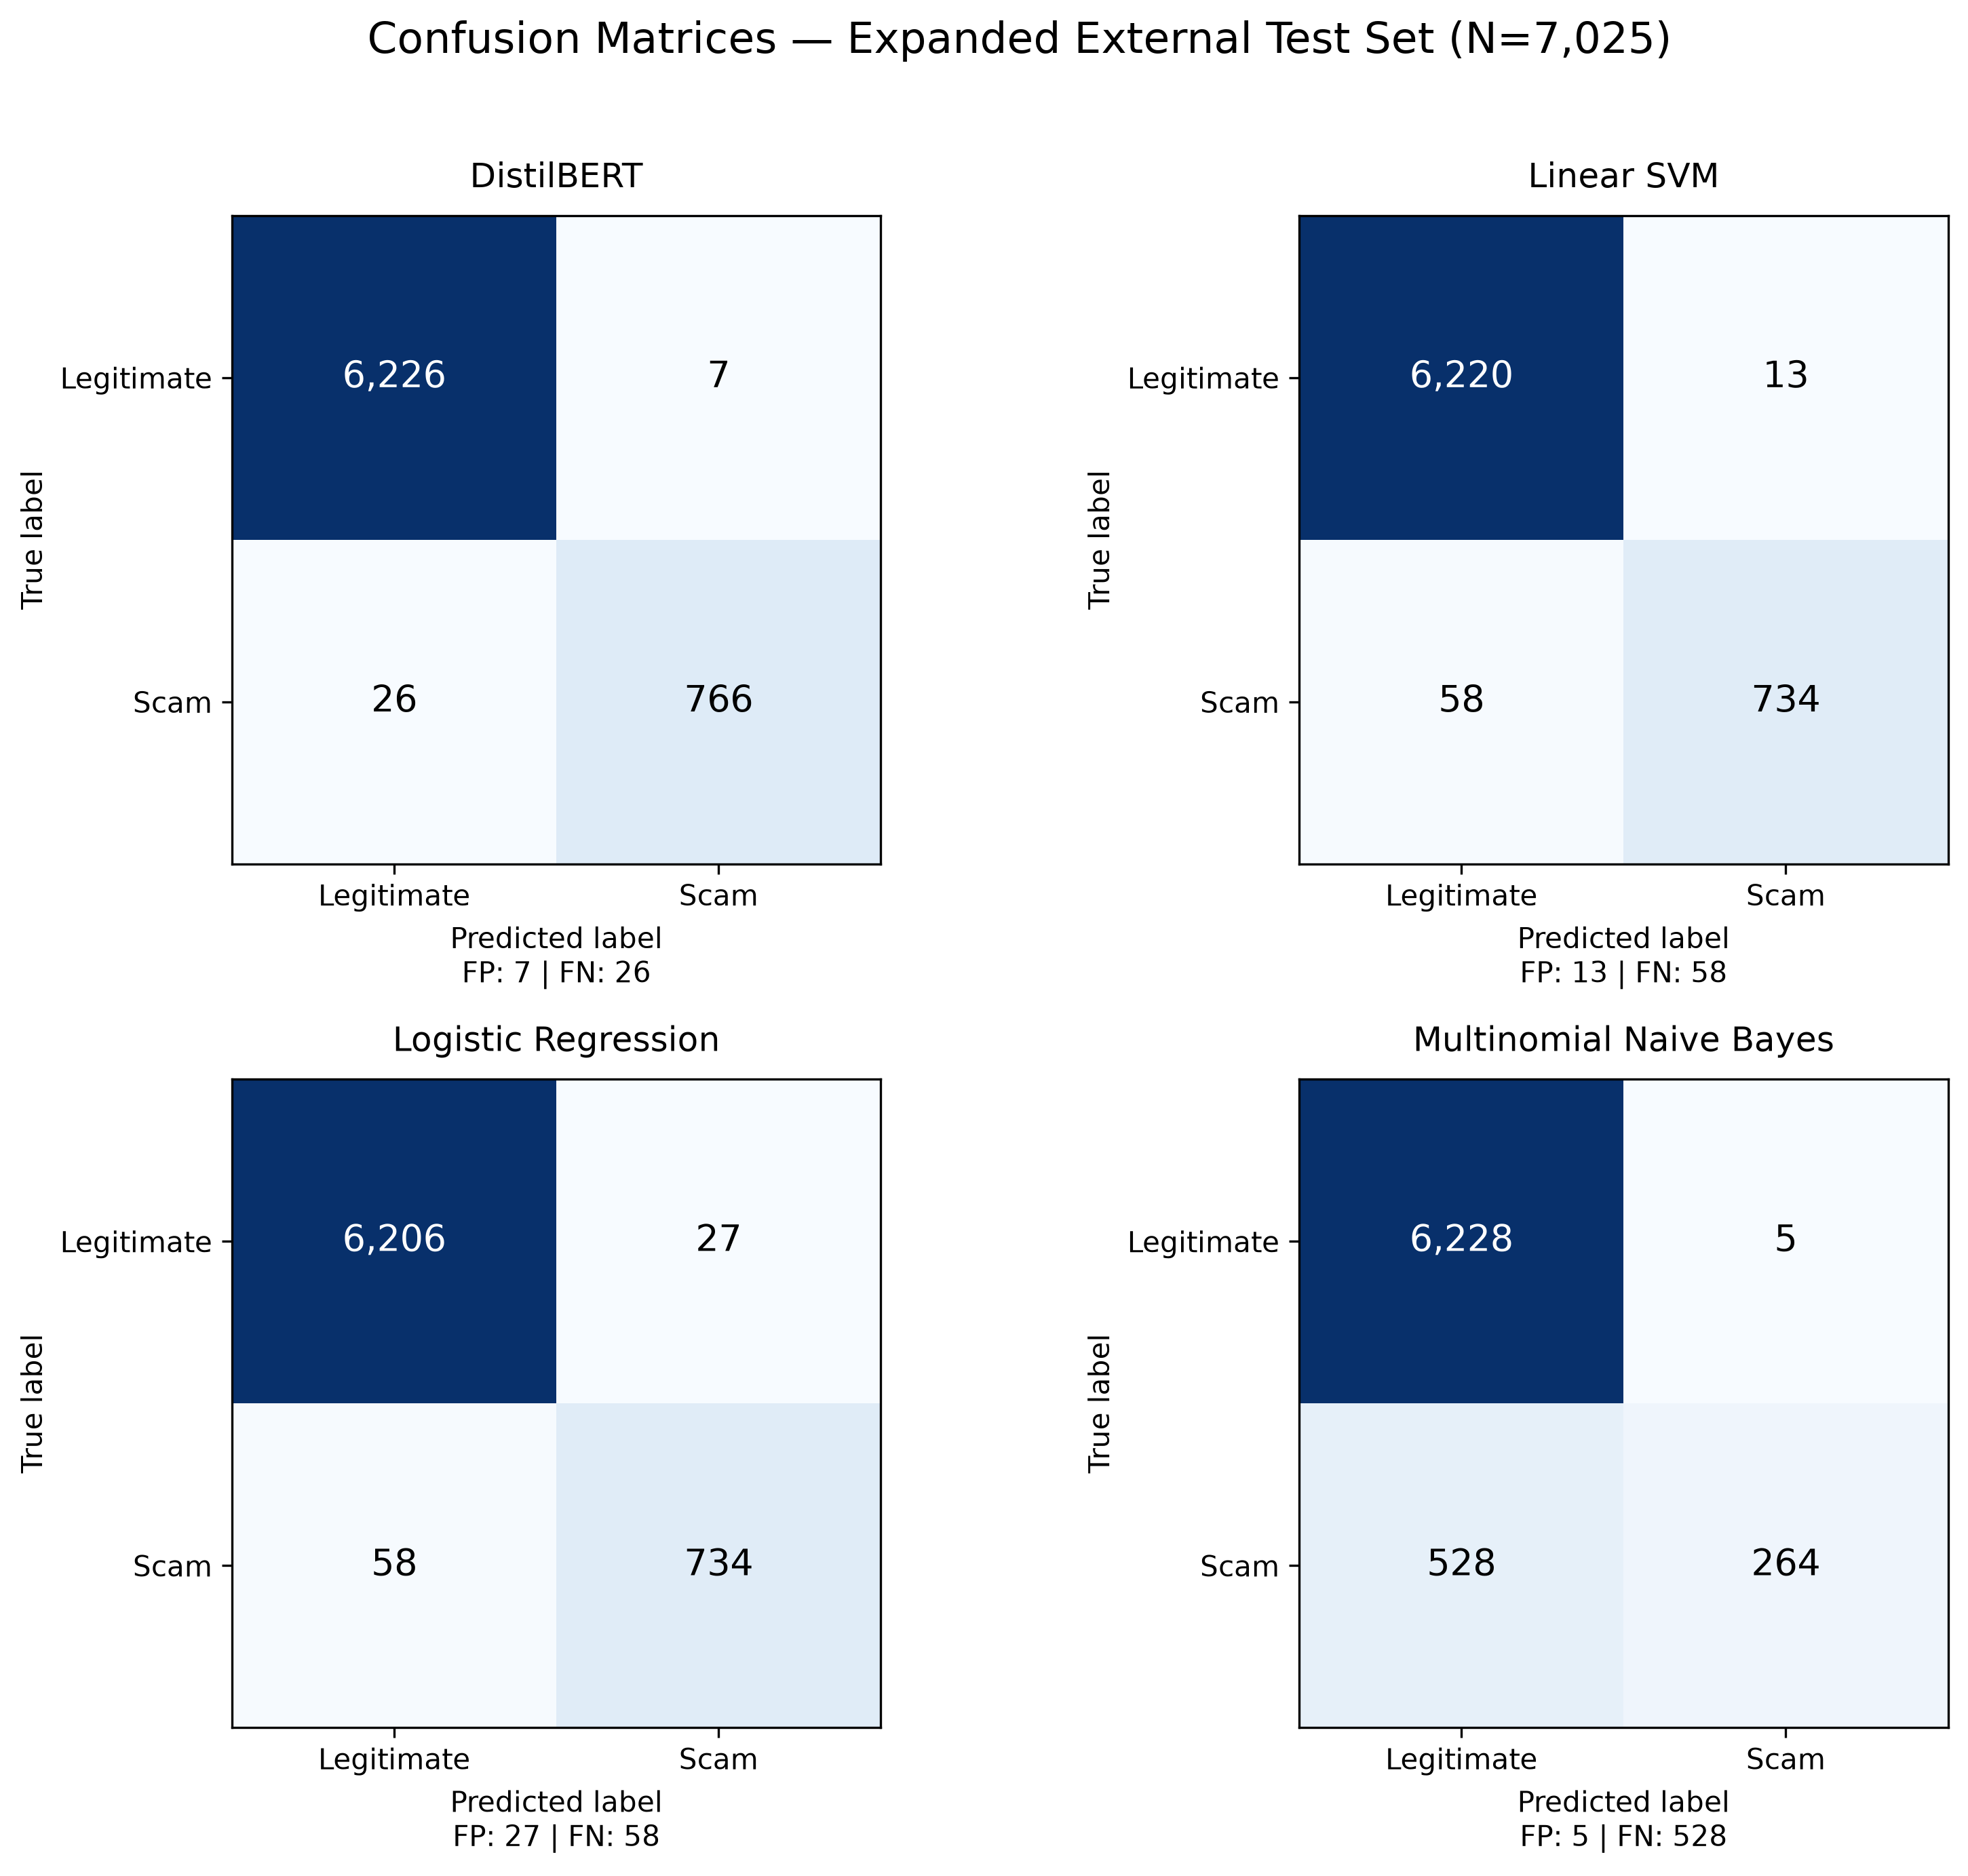 Confusion Matrices — Expanded External Test Set (N=7,025)
DistilBERT
True label
Legitimate
6,226
7
Scam
26
766
Legitimate
Scam
Predicted label
FP: 7 | FN: 26
Linear SVM
True label
Legitimate
6,220
13
Scam
58
734
Legitimate
Scam
Predicted label
FP: 13 | FN: 58
Logistic Regression
True label
Legitimate
6,206
27
Scam
58
734
Legitimate
Scam
Predicted label
FP: 27 | FN: 58
Multinomial Naive Bayes
True label
Legitimate
6,228
5
Scam
528
264
Legitimate
Scam
Predicted label
FP: 5 | FN: 528